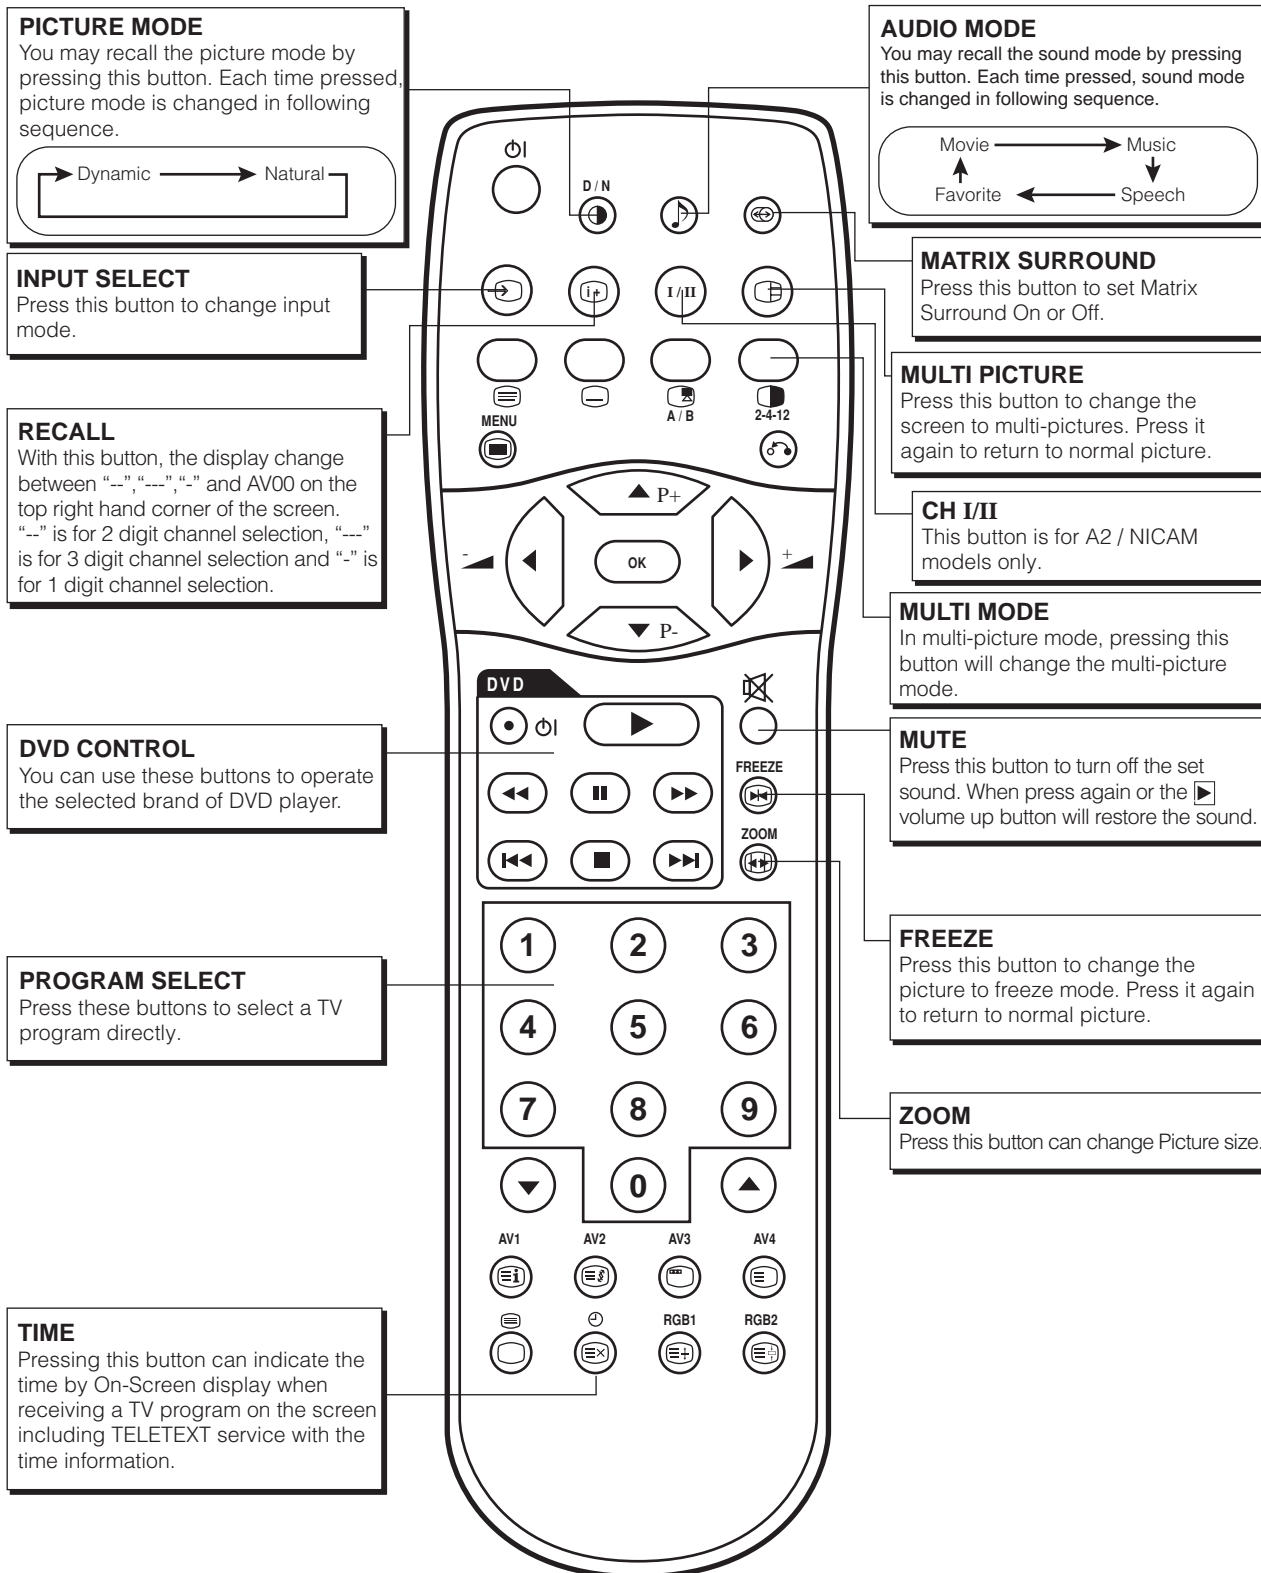 PICTURE MODE
You may recall the picture mode by
pressing this button. Each time pressed,
picture mode is changed in following
sequence.
Dynamic Natural
INPUT SELECT
Press this button to change input
mode.
RECALL
With this button, the display change
between “--”,“---”,“-” and AV00 on the
top right hand corner of the screen.
“--” is for 2 digit channel selection, “---”
is for 3 digit channel selection and “-” is
for 1 digit channel selection.
DVD CONTROL
You can use these buttons to operate
the selected brand of DVD player.
PROGRAM SELECT
Press these buttons to select a TV
program directly.
TIME
Pressing this button can indicate the
time by On-Screen display when
receiving a TV program on the screen
including TELETEXT service with the
time information.
D / N
I / II
A / B 2-4-12
MENU
P+
- +
OK
P-
DVD
FREEZE
ZOOM
1 2 3
4 5 6
7 8 9
0
AV1 AV2 AV3 AV4
RGB1 RGB2
AUDIO MODE
You may recall the sound mode by pressing
this button. Each time pressed, sound mode
is changed in following sequence.
Movie Music
Favorite Speech
MATRIX SURROUND
Press this button to set Matrix
Surround On or Off.
MULTI PICTURE
Press this button to change the
screen to multi-pictures. Press it
again to return to normal picture.
CH I/II
This button is for A2 / NICAM
models only.
MULTI MODE
In multi-picture mode, pressing this
button will change the multi-picture
mode.
MUTE
Press this button to turn off the set
sound. When press again or the ▶
volume up button will restore the sound.
FREEZE
Press this button to change the
picture to freeze mode. Press it again
to return to normal picture.
ZOOM
Press this button can change Picture size.